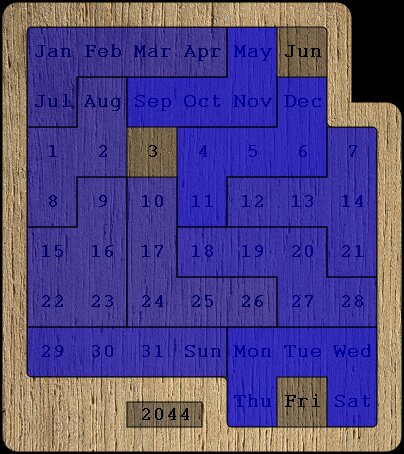 Jan Feb Mar Apr May Jun
Jul Aug Sep Oct Nov Dec
1 2 3 4 5 6 7
8 9 10 11 12 13 14
15 16 17 18 19 20 21
22 23 24 25 26 27 28
29 30 31 Sun Mon Tue Wed
Thu Fri Sat
2044